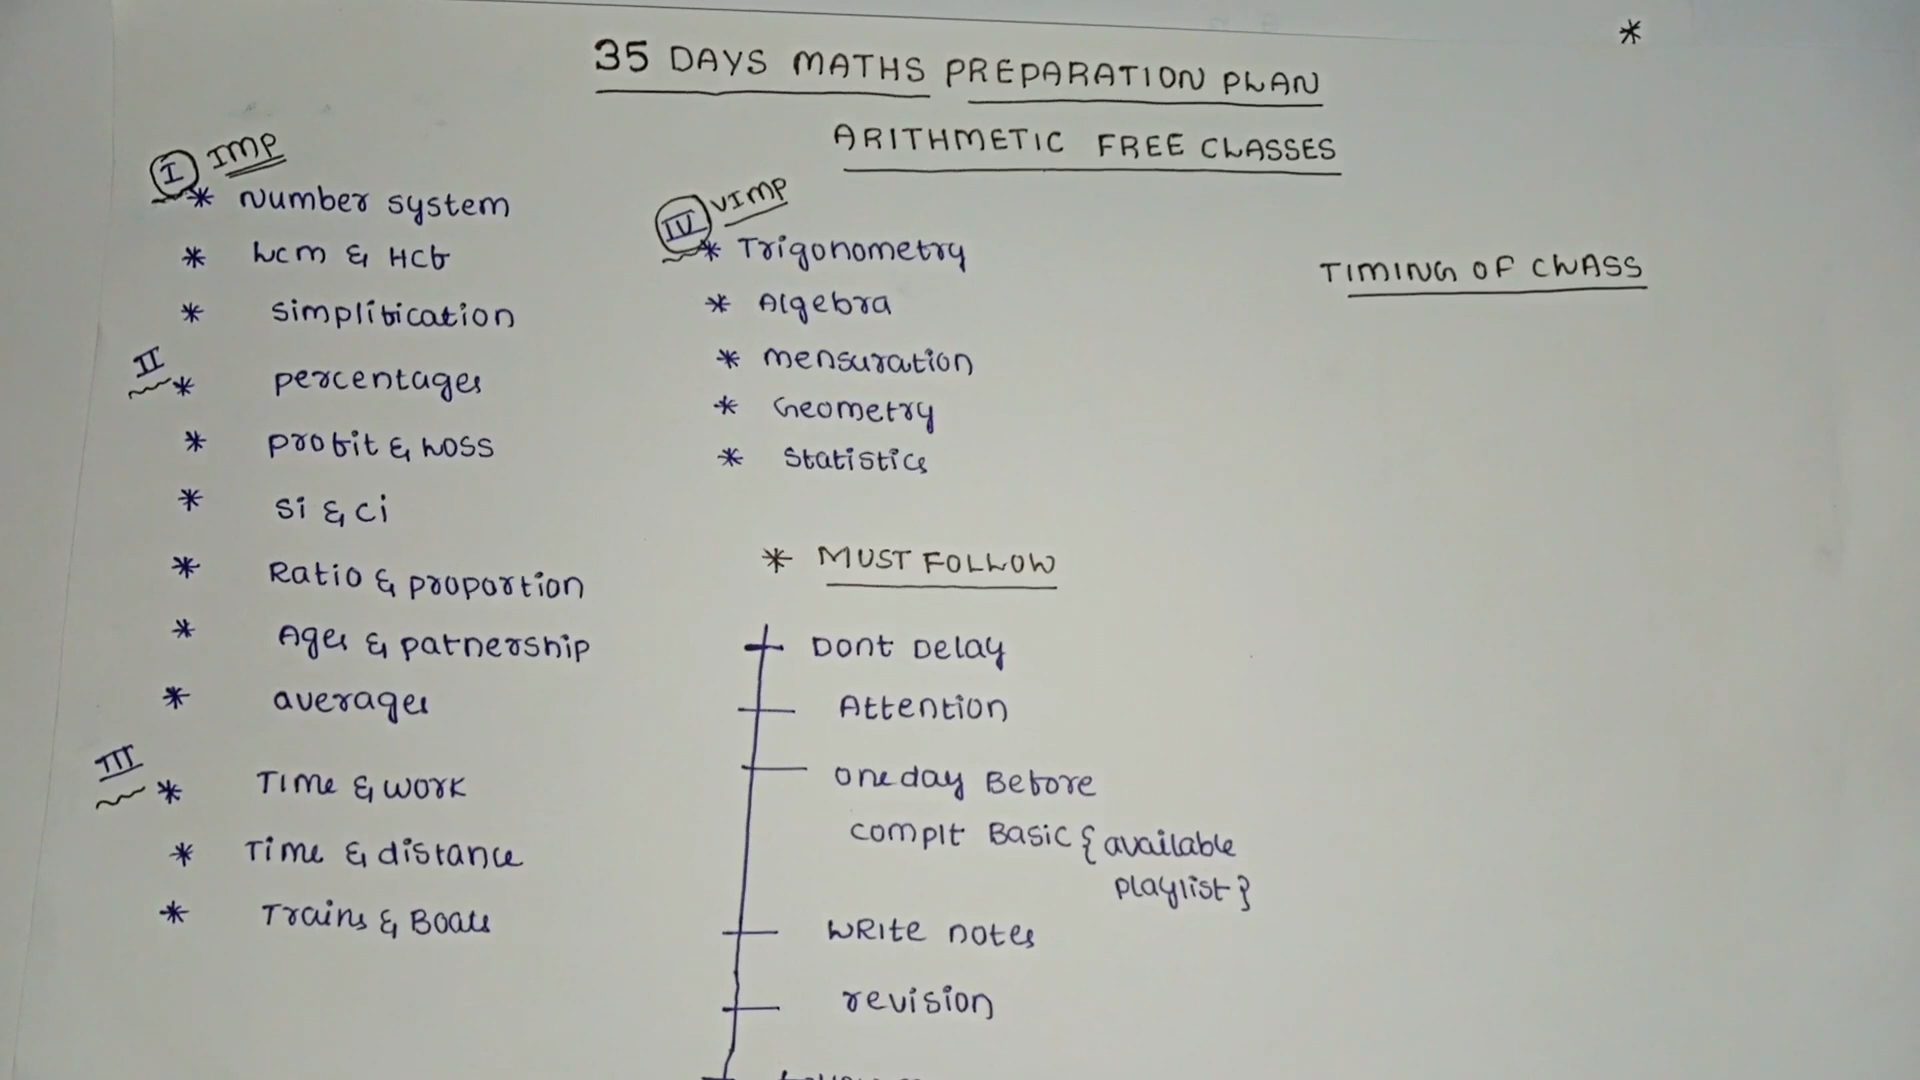 *
35 DAYS MATHS PREPARATION PLAN
ARITHMETIC FREE CLASSES
I IMP
* Number system
* Lcm & HCf
* Simplification
II
* percentages
* profit & Loss
* Si & Ci
* Ratio & proportion
* Ages & patnership
* averages
III
* Time & work
* Time & distance
* Trains & Boats
IV VIMP
* Trigonometry
* Algebra
* mensuration
* Geometry
* Statistics
* MUST FOLLOW
Dont Delay
Attention
one day Before
complt Basic { available
playlist }
Write notes
revision
TIMING OF CLASS